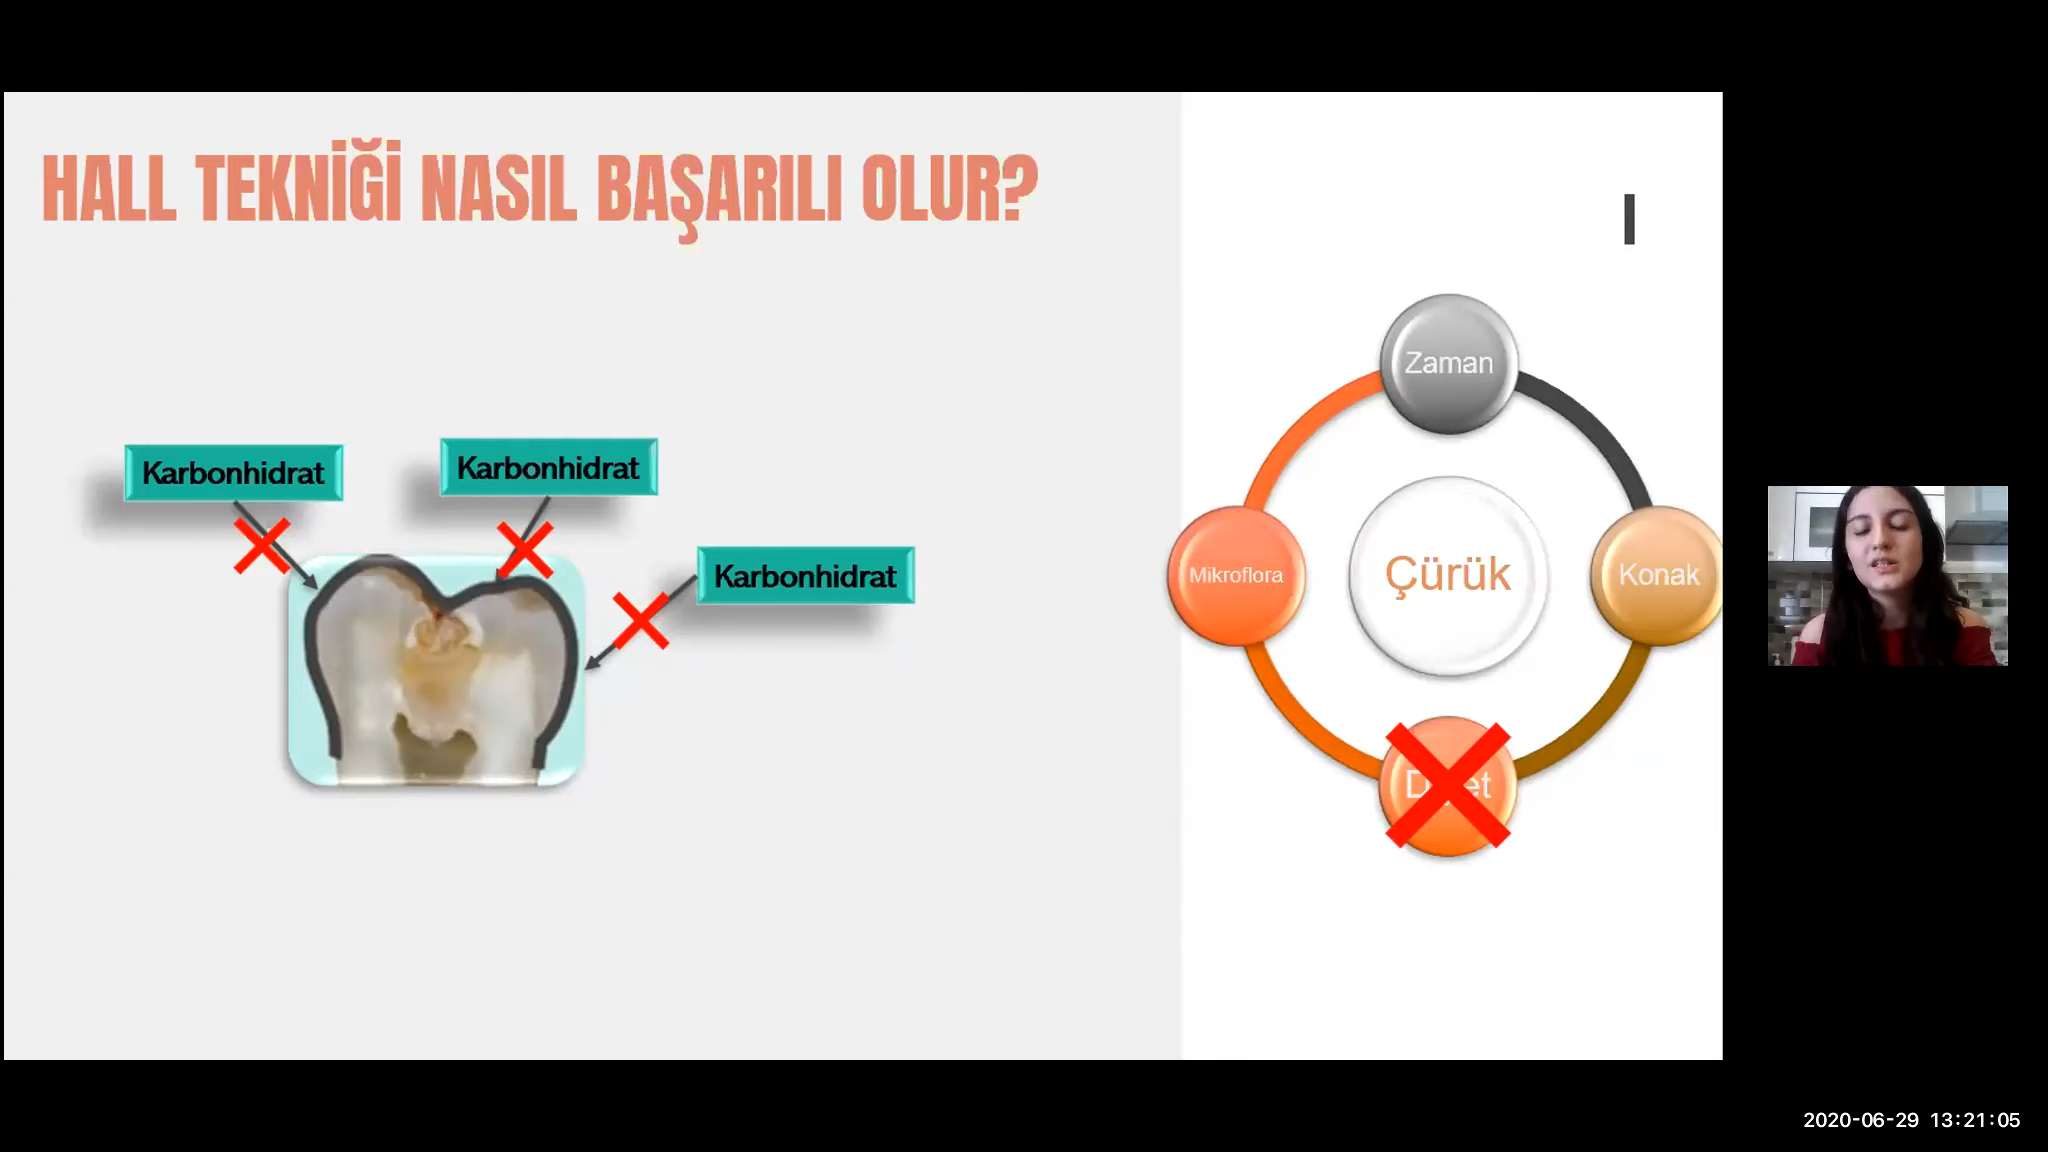 HALL TEKNİĞİ NASIL BAŞARILI OLUR?
Karbonhidrat
Karbonhidrat
Karbonhidrat
Zaman
Mikroflora
Çürük
Konak
2020-06-29 13:21:05